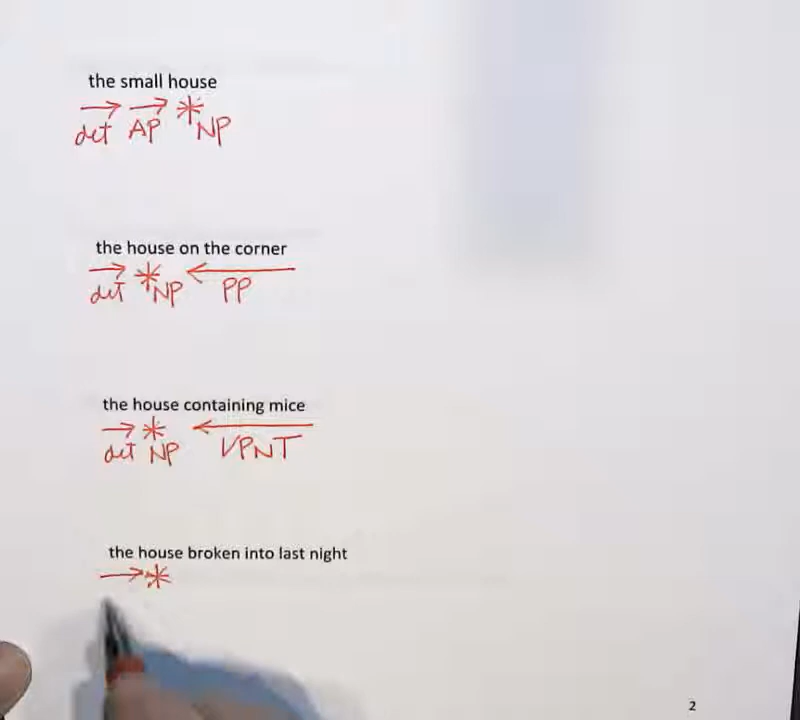 the small house
det AP *NP
the house on the corner
det *NP PP
the house containing mice
* 
det NP VPNT
the house broken into last night
*
2